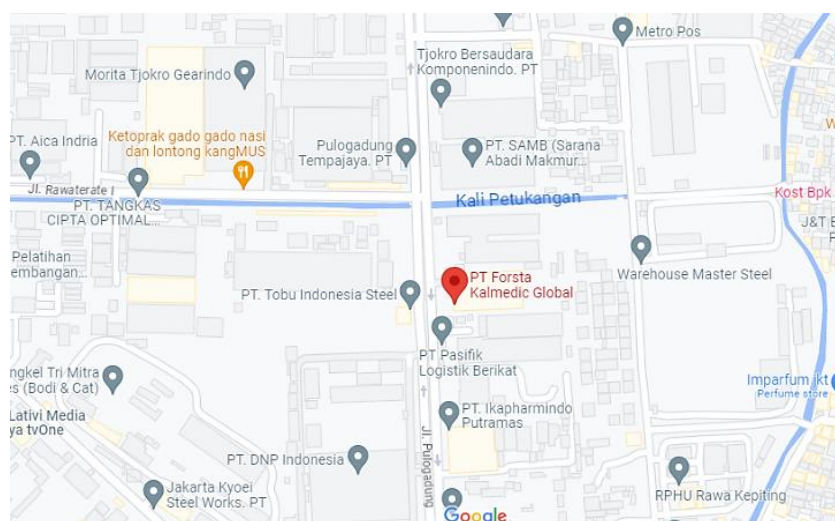 Metro Pos
Tjokro Bersaudara
Komponenindo. PT
Morita Tjokro Gearindo
Ketoprak gado gado nasi
dan lontong kangMUS
Pulogadung
Tempajaya. PT
PT. SAMB (Sarana
Abadi Makmur...
PT. Aica Indria
Jl. Rawaterate I
PT. TANGKAS
CIPTA OPTIMAL...
Kali Petukangan
Kost Bpk
J&T E
Pelatihan
embangan...
Warehouse Master Steel
PT Forsta
Kalmedic Global
PT. Tobu Indonesia Steel
PT Pasifik
Logistik Berikat
ngkel Tri Mitra
es (Bodi & Cat)
Imparfum jkt
Perfume store
PT. Ikapharmindo
Putramas
Lativi Media
ya tvOne
Jl. Pulogadung
PT. DNP Indonesia
Jakarta Kyoei
Steel Works. PT
RPHU Rawa Kepiting
Google